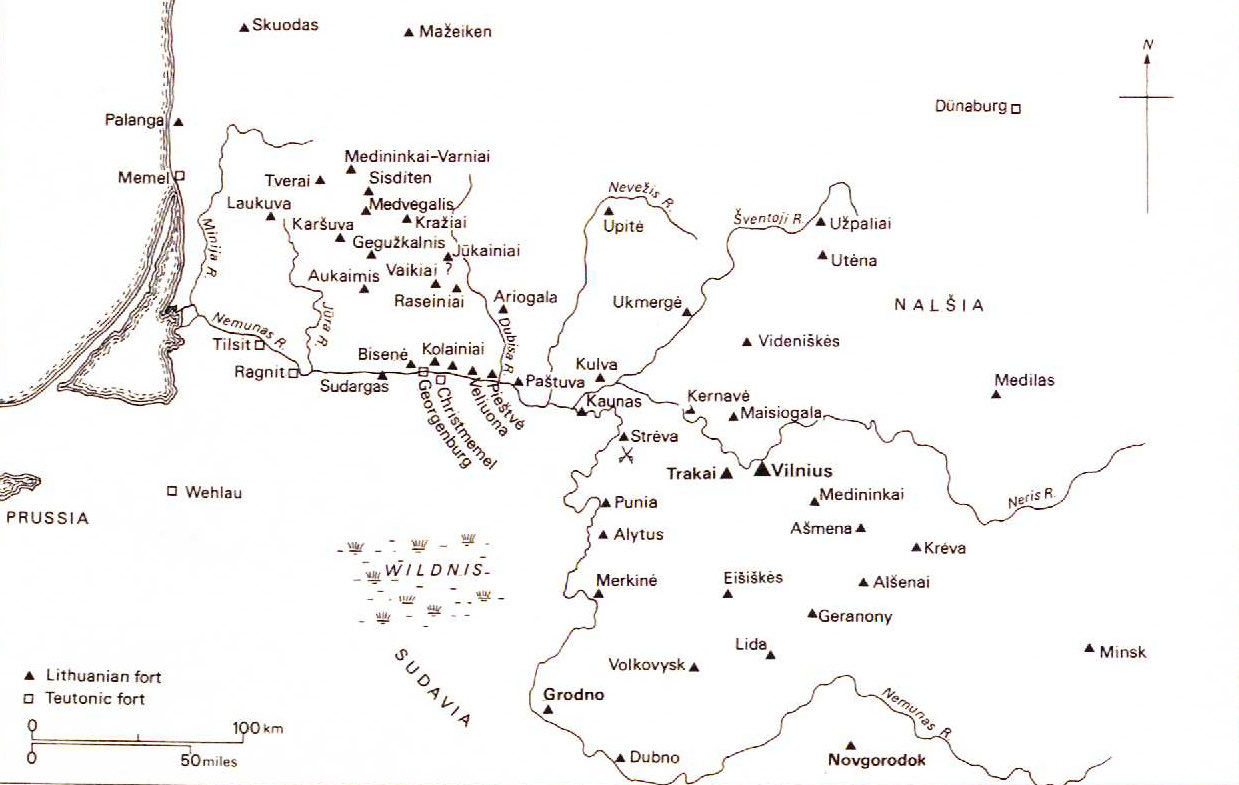 Skuodas
Mažeiken
N
Dünaburg
Palanga
Memel
Medininkai–Varniai
Tverai
Sisditen
Laukuva
Medvegalis
Karšuva
Kražiai
Gegužkalnis
Jūkainiai
Aukaimis
Vaikiai ?
Raseiniai
Ariogala
Minija R.
Jūra R.
Dubisa R.
Nevežis R.
Upitė
Šventoji R.
Užpaliai
Utėna
Ukmergė
NALŠIA
Videniškės
Medilas
Nemunas R.
Tilsit
Ragnit
Bisenė
Kolainiai
Sudargas
Georgenburg
Christmemel
Veliuona
Pieštvė
Paštuva
Kulva
Kaunas
Kernavė
Maisiogala
Strėva
Trakai
Vilnius
Neris R.
Wehlau
PRUSSIA
Punia
Medininkai
Alytus
Ašmena
Krėva
WILDNIS
Merkinė
Eišiškės
Alšenai
Geranony
SUDAVIA
Lida
Volkovysk
Minsk
Grodno
Nemunas R.
Dubno
Novgorodok
Lithuanian fort
Teutonic fort
0 100 km
0 50 miles